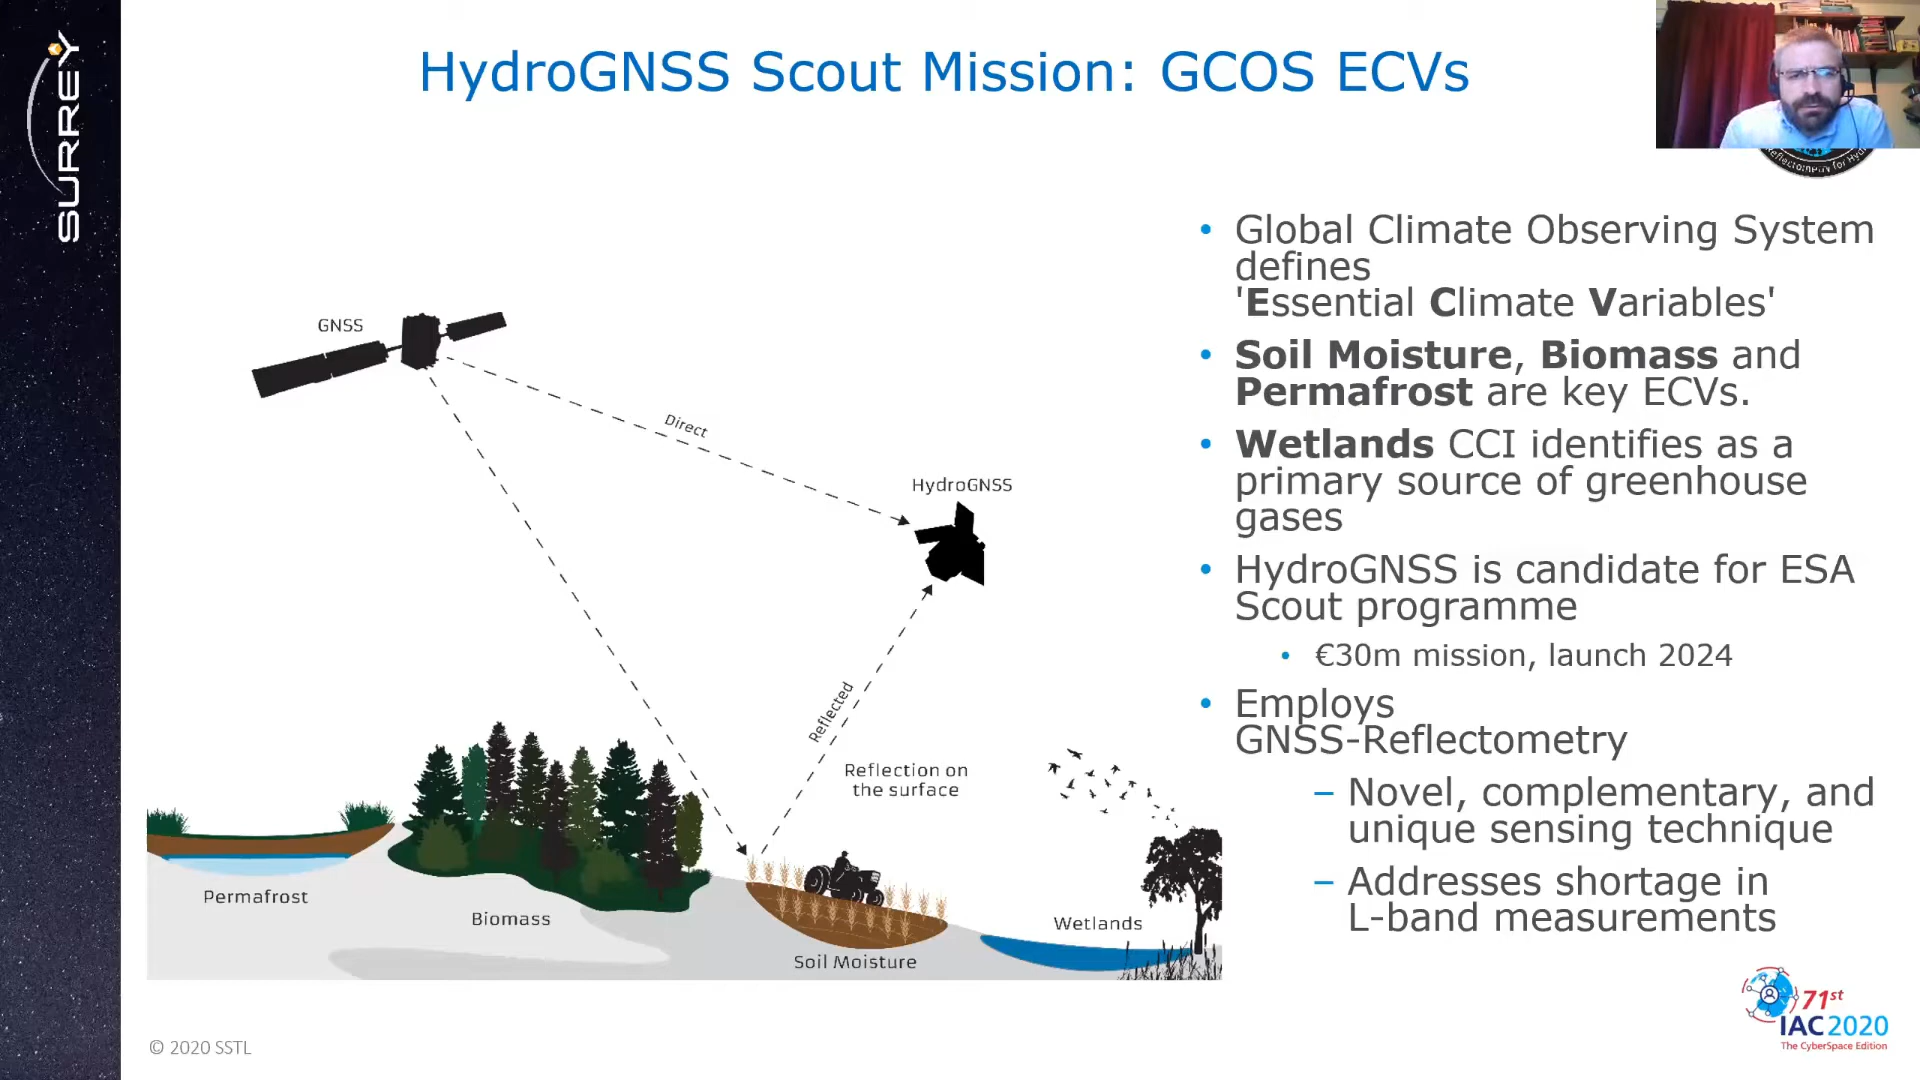 SURREY
HydroGNSS Scout Mission: GCOS ECVs
Reflectometry for Hyd
GNSS
Direct
HydroGNSS
Reflected
Reflection on
the surface
Permafrost
Biomass
Soil Moisture
Wetlands
• Global Climate Observing System
defines
'Essential Climate Variables'
• Soil Moisture, Biomass and
Permafrost are key ECVs.
• Wetlands CCI identifies as a
primary source of greenhouse
gases
• HydroGNSS is candidate for ESA
Scout programme
• €30m mission, launch 2024
• Employs
GNSS-Reflectometry
– Novel, complementary, and
unique sensing technique
– Addresses shortage in
L-band measurements
71st
IAC2020
The CyberSpace Edition
© 2020 SSTL